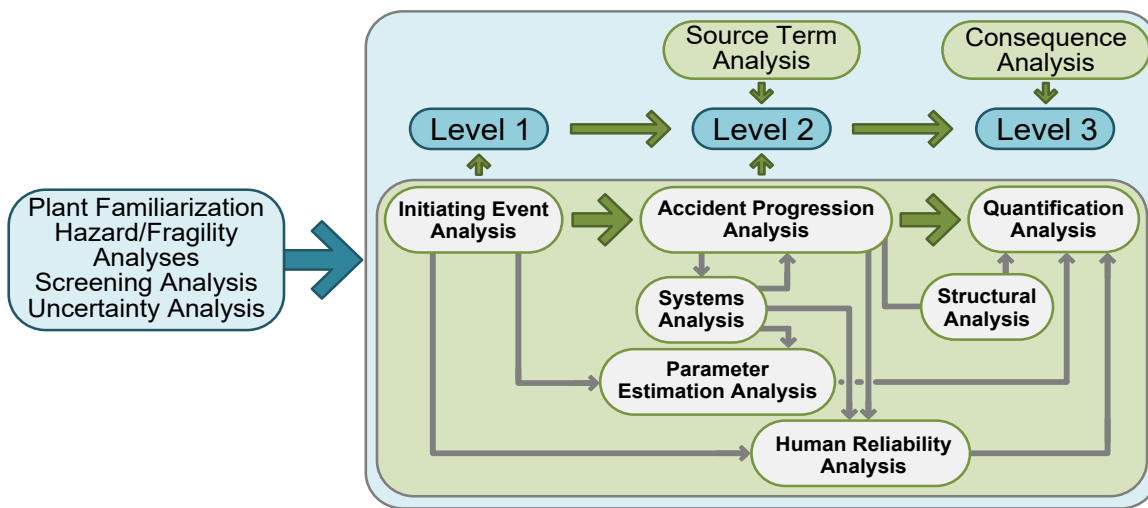 Source Term
Analysis
Consequence
Analysis
Level 1
Level 2
Level 3
Plant Familiarization
Hazard/Fragility
Analyses
Screening Analysis
Uncertainty Analysis
Initiating Event
Analysis
Accident Progression
Analysis
Quantification
Analysis
Systems
Analysis
Structural
Analysis
Parameter
Estimation Analysis
Human Reliability
Analysis